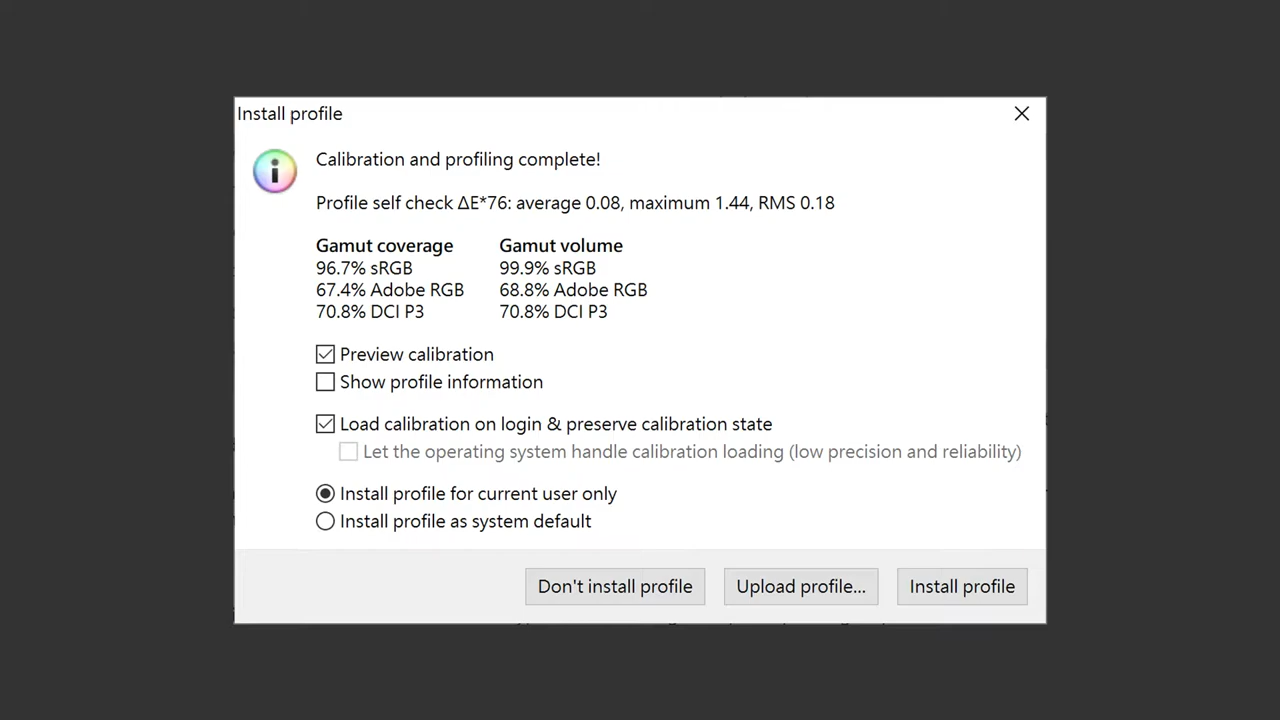 Install profile
Calibration and profiling complete!
Profile self check ΔE*76: average 0.08, maximum 1.44, RMS 0.18
Gamut coverage Gamut volume
96.7% sRGB 99.9% sRGB
67.4% Adobe RGB 68.8% Adobe RGB
70.8% DCI P3 70.8% DCI P3
Preview calibration
Show profile information
Load calibration on login & preserve calibration state
Let the operating system handle calibration loading (low precision and reliability)
Install profile for current user only
Install profile as system default
Don't install profile Upload profile... Install profile